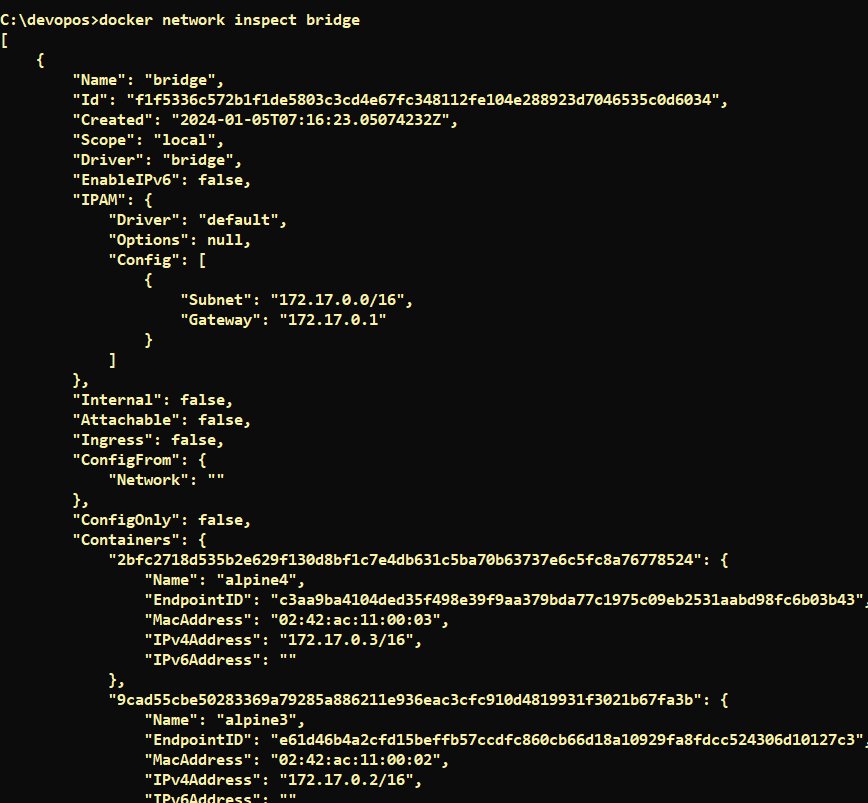 C:\devopos>docker network inspect bridge
[
    {
        "Name": "bridge",
        "Id": "f1f5336c572b1f1de5803c3cd4e67fc348112fe104e288923d7046535c0d6034",
        "Created": "2024-01-05T07:16:23.05074232Z",
        "Scope": "local",
        "Driver": "bridge",
        "EnableIPv6": false,
        "IPAM": {
            "Driver": "default",
            "Options": null,
            "Config": [
                {
                    "Subnet": "172.17.0.0/16",
                    "Gateway": "172.17.0.1"
                }
            ]
        },
        "Internal": false,
        "Attachable": false,
        "Ingress": false,
        "ConfigFrom": {
            "Network": ""
        },
        "ConfigOnly": false,
        "Containers": {
            "2bfc2718d535b2e629f130d8bf1c7e4db631c5ba70b63737e6c5fc8a76778524": {
                "Name": "alpine4",
                "EndpointID": "c3aa9ba4104ded35f498e39f9aa379bda77c1975c09eb2531aabd98fc6b03b43",
                "MacAddress": "02:42:ac:11:00:03",
                "IPv4Address": "172.17.0.3/16",
                "IPv6Address": ""
            },
            "9cad55cbe50283369a79285a886211e936eac3cfc910d4819931f3021b67fa3b": {
                "Name": "alpine3",
                "EndpointID": "e61d46b4a2cfd15beffb57ccdfc860cb66d18a10929fa8fdcc524306d10127c3",
                "MacAddress": "02:42:ac:11:00:02",
                "IPv4Address": "172.17.0.2/16",
                "IPv6Address": ""